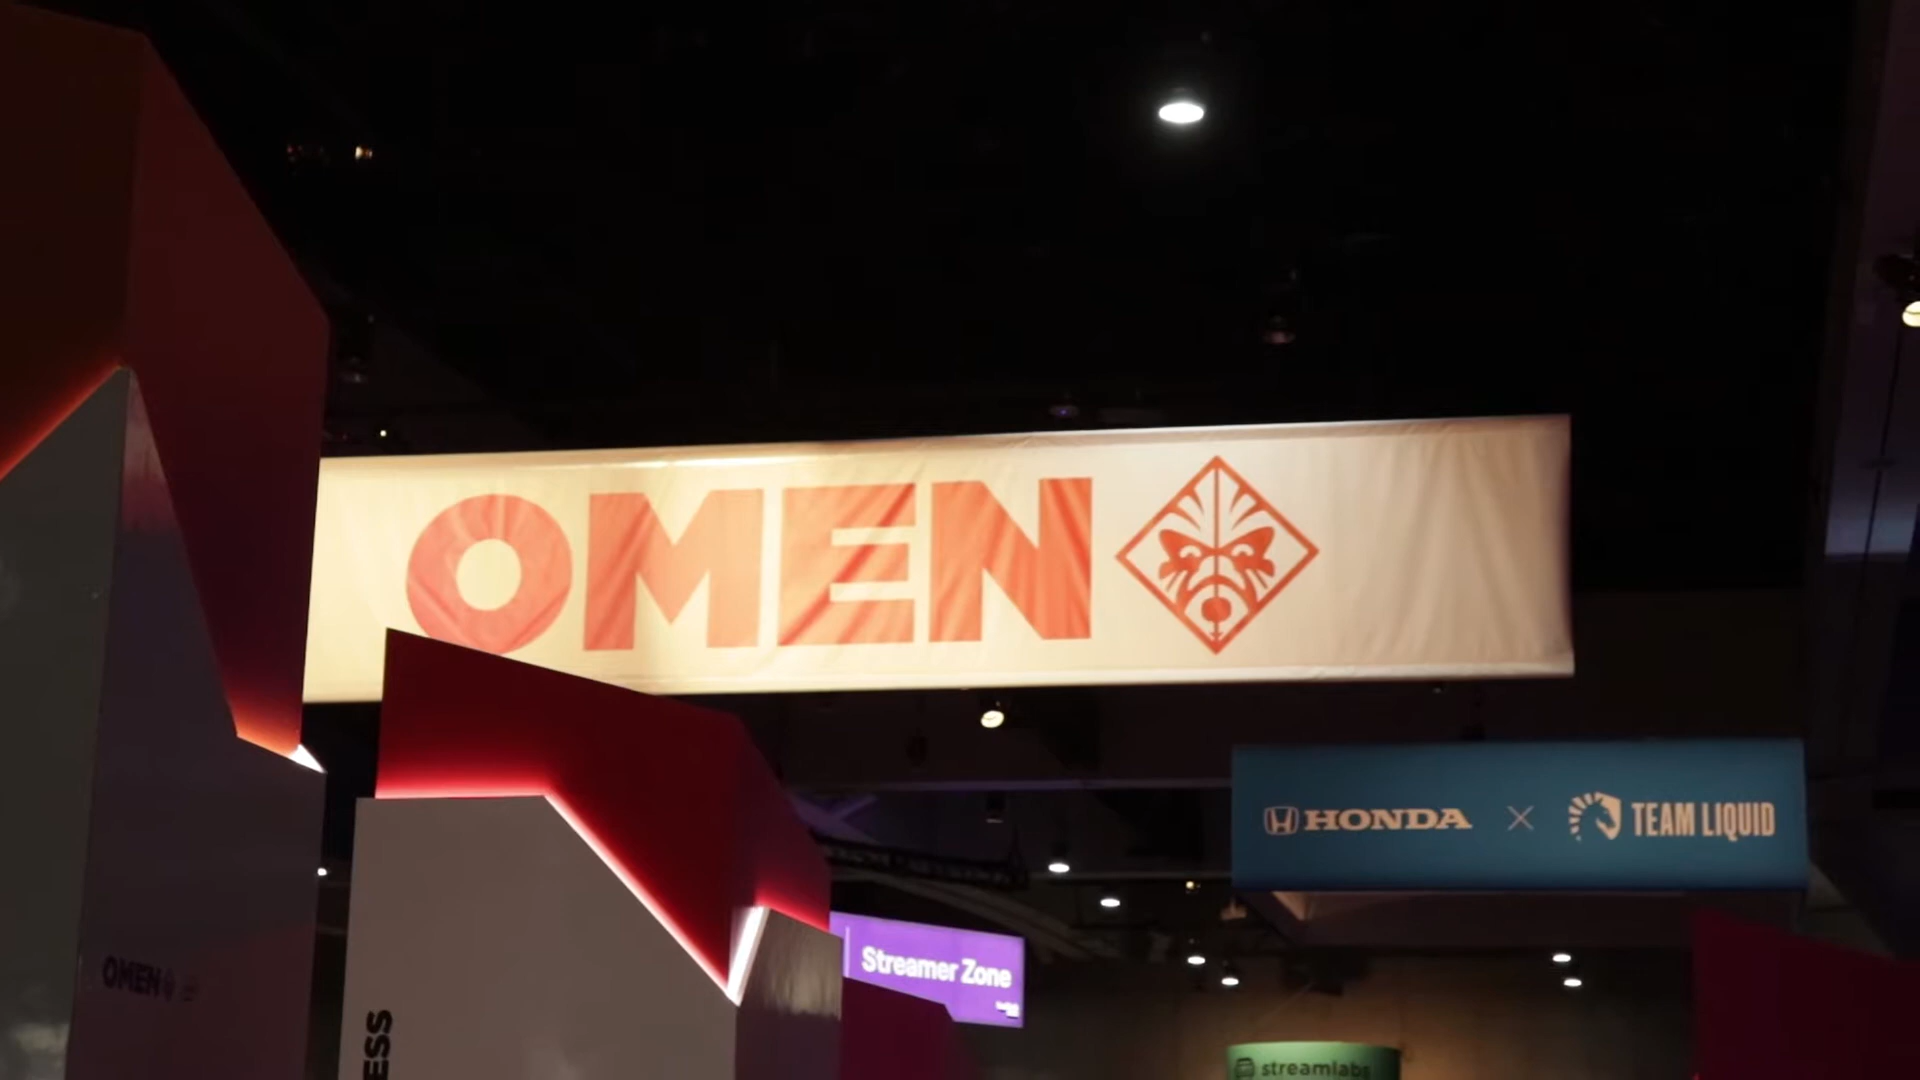 OMEN
HONDA × TEAM LIQUID
Streamer Zone
OMEN
ESS
streamlabs